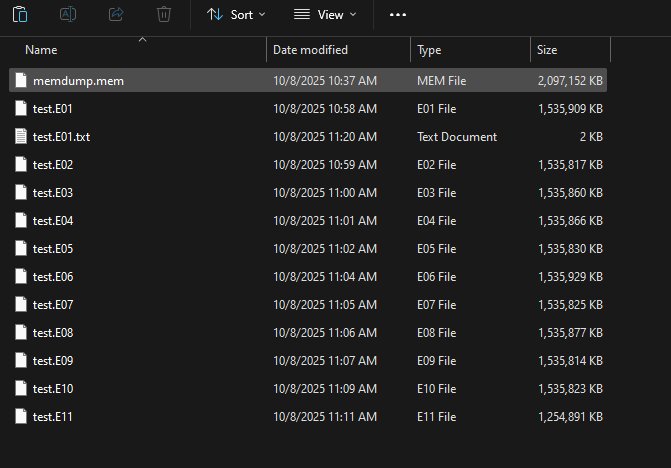 Sort View
Name Date modified Type Size
memdump.mem 10/8/2025 10:37 AM MEM File 2,097,152 KB
test.E01 10/8/2025 10:58 AM E01 File 1,535,909 KB
test.E01.txt 10/8/2025 11:20 AM Text Document 2 KB
test.E02 10/8/2025 10:59 AM E02 File 1,535,817 KB
test.E03 10/8/2025 11:00 AM E03 File 1,535,860 KB
test.E04 10/8/2025 11:01 AM E04 File 1,535,866 KB
test.E05 10/8/2025 11:02 AM E05 File 1,535,830 KB
test.E06 10/8/2025 11:04 AM E06 File 1,535,929 KB
test.E07 10/8/2025 11:05 AM E07 File 1,535,825 KB
test.E08 10/8/2025 11:06 AM E08 File 1,535,877 KB
test.E09 10/8/2025 11:07 AM E09 File 1,535,814 KB
test.E10 10/8/2025 11:09 AM E10 File 1,535,823 KB
test.E11 10/8/2025 11:11 AM E11 File 1,254,891 KB